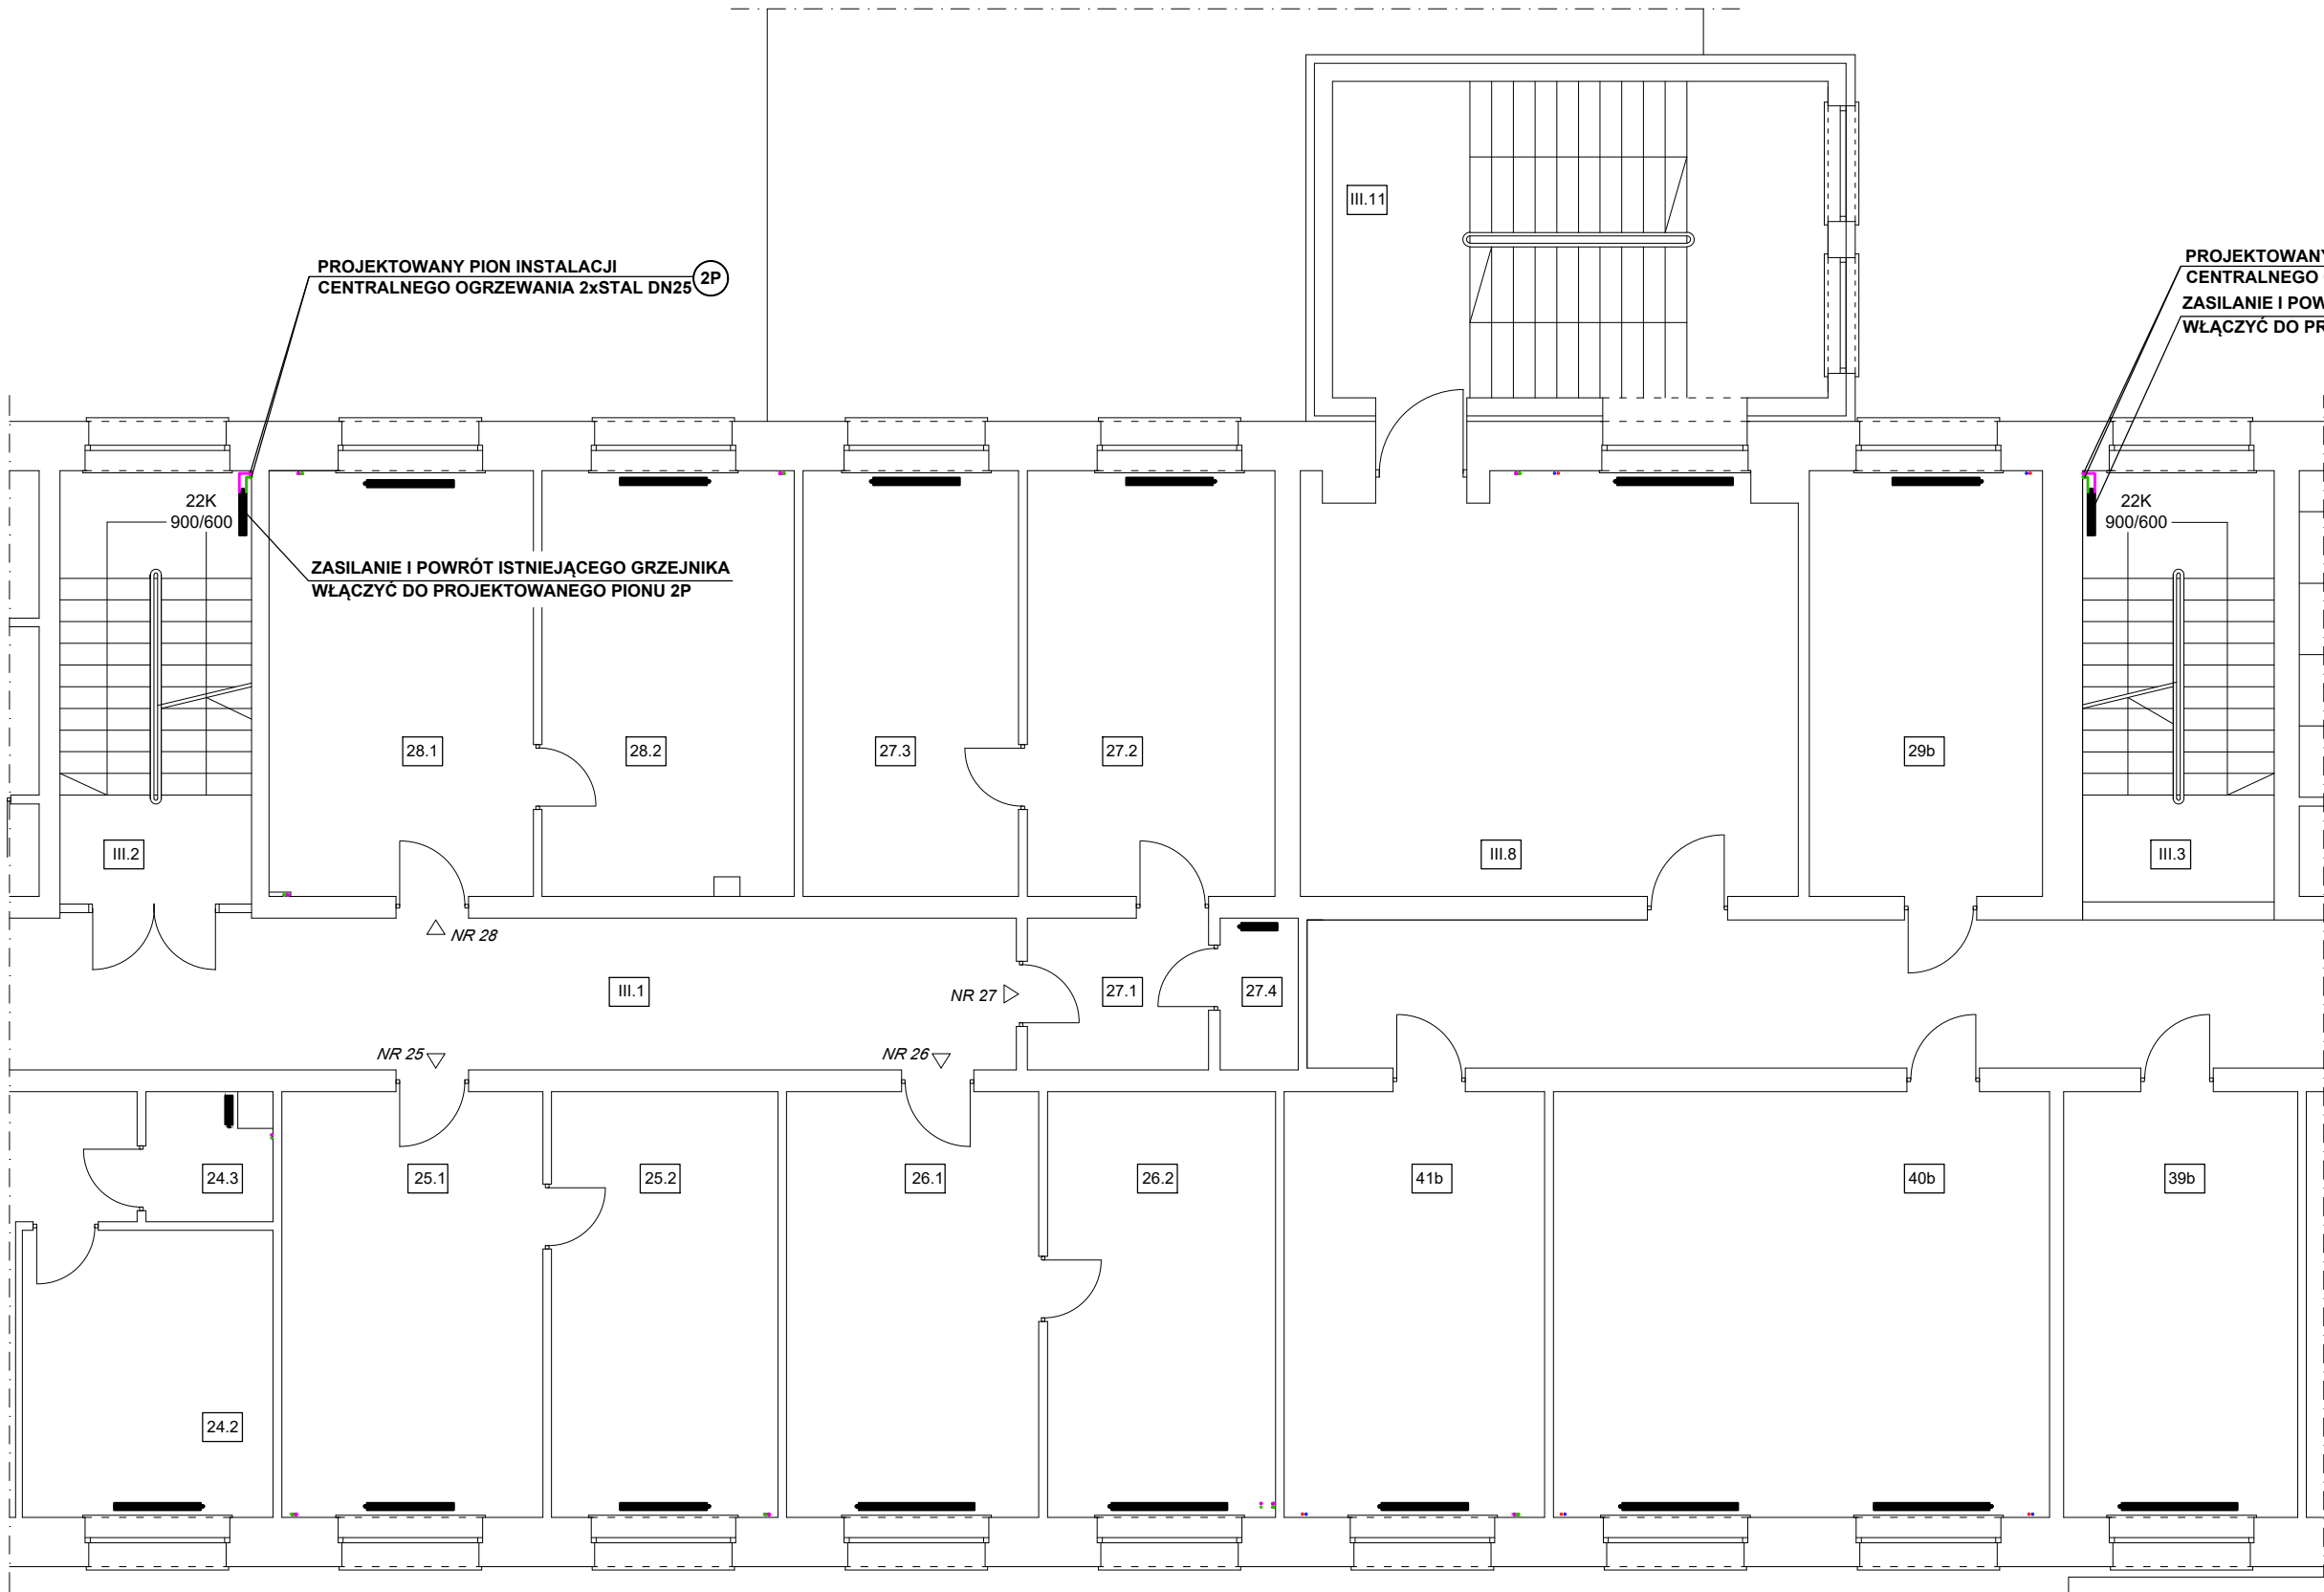 III.11
PROJEKTOWANY PION INSTALACJI
CENTRALNEGO OGRZEWANIA 2xSTAL DN25
2P
PROJEKTOWANY
CENTRALNEGO
ZASILANIE I POW
WŁĄCZYĆ DO PR
22K
900/600
22K
900/600
ZASILANIE I POWRÓT ISTNIEJĄCEGO GRZEJNIKA
WŁĄCZYĆ DO PROJEKTOWANEGO PIONU 2P
28.1
28.2
27.3
27.2
29b
III.2
III.8
III.3
NR 28
III.1
NR 27
27.1
27.4
NR 25
NR 26
24.3
25.1
25.2
26.1
26.2
41b
40b
39b
24.2